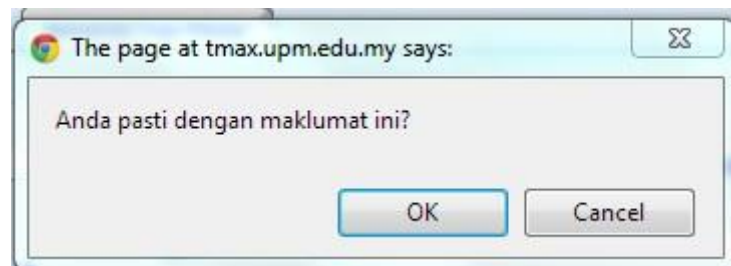 The page at tmax.upm.edu.my says:
Anda pasti dengan maklumat ini?
OK
Cancel